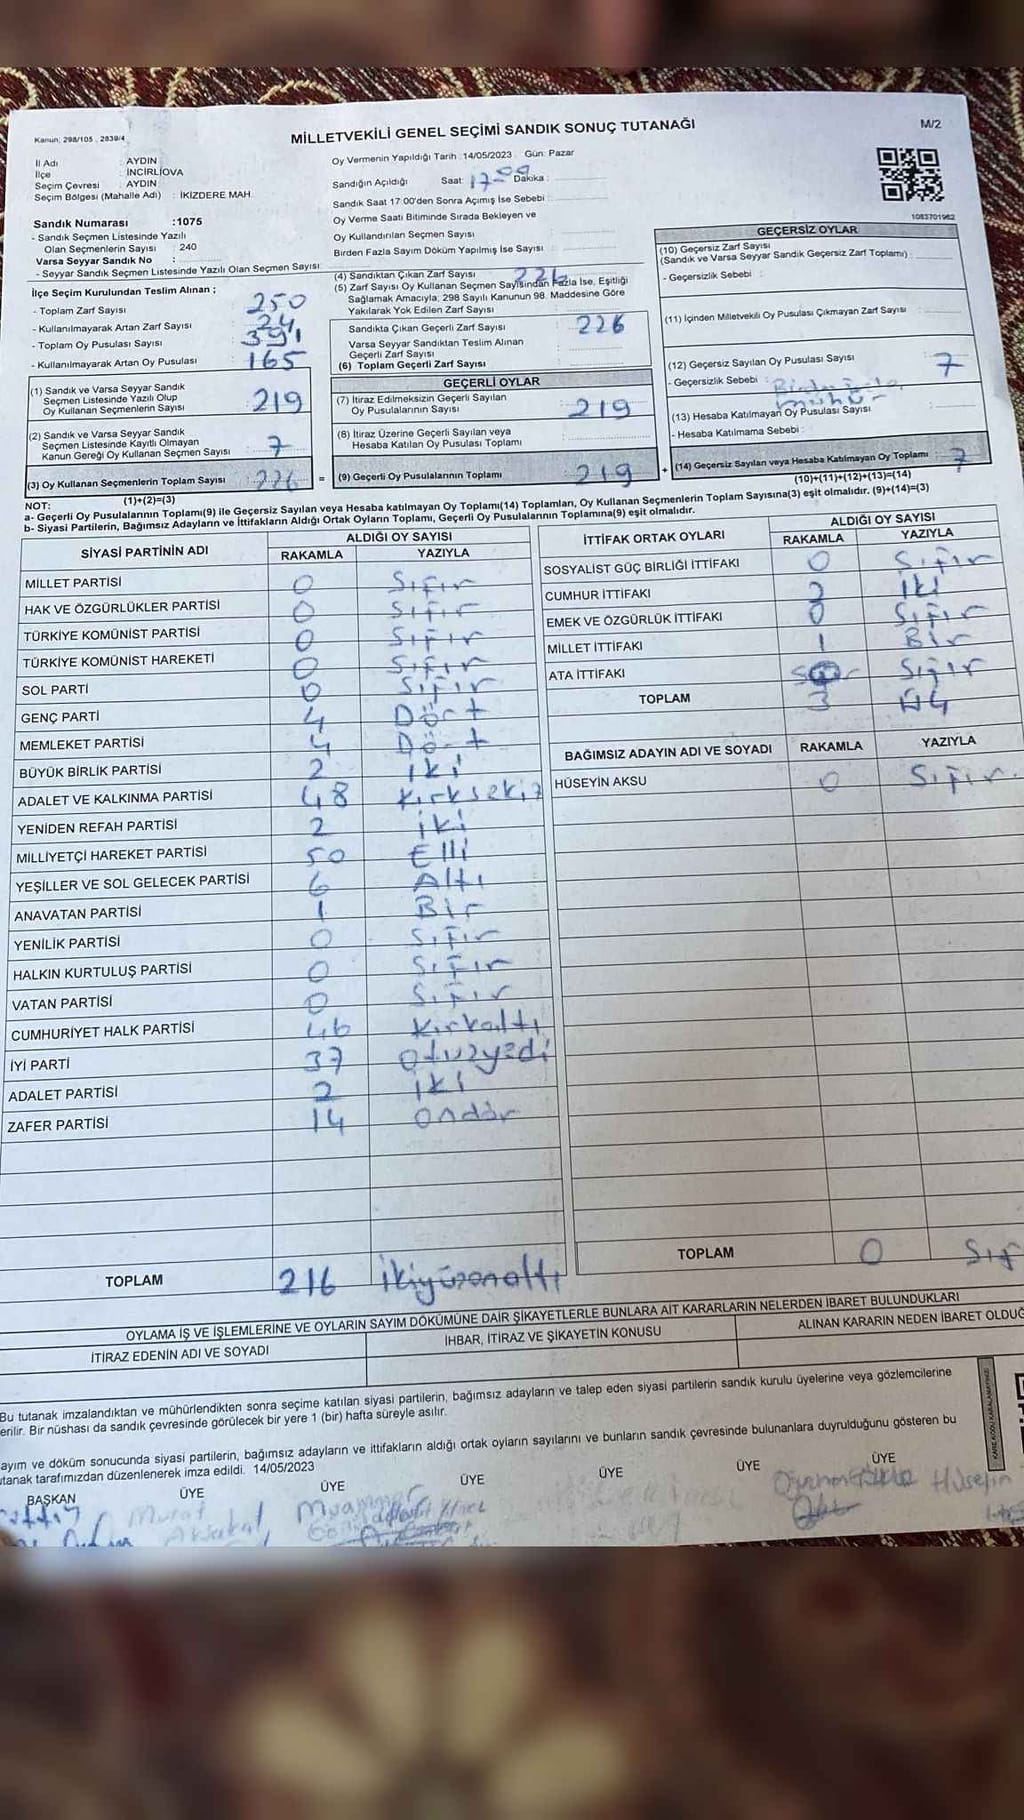 Kanun: 298/105 , 2839/4
MİLLETVEKİLİ GENEL SEÇİMİ SANDIK SONUÇ TUTANAĞI
M/2
İl Adı : AYDIN
İlçe : İNCİRLİOVA
Seçim Çevresi : AYDIN
Seçim Bölgesi (Mahalle Adı) : İKİZDERE MAH.
Sandık Numarası :1075
- Sandık Seçmen Listesinde Yazılı
Olan Seçmenlerin Sayısı : 240
Varsa Seyyar Sandık No :
- Seyyar Sandık Seçmen Listesinde Yazılı Olan Seçmen Sayısı:
Oy Vermenin Yapıldığı Tarih :14/05/2023 Gün: Pazar
Sandığın Açıldığı Saat: 17 00 Dakika :
Sandık Saat 17:00'den Sonra Açımış İse Sebebi :
Oy Verme Saati Bitiminde Sırada Bekleyen ve
Oy Kullandırılan Seçmen Sayısı
Birden Fazla Sayım Döküm Yapılmış İse Sayısı :
1083701962
İlçe Seçim Kurulundan Teslim Alınan ;
- Toplam Zarf Sayısı : 250
- Kullanılmayarak Artan Zarf Sayısı : 24
- Toplam Oy Pusulası Sayısı : 391
- Kullanılmayarak Artan Oy Pusulası : 165
(1) Sandık ve Varsa Seyyar Sandık
Seçmen Listesinde Yazılı Olup
Oy Kullanan Seçmenlerin Sayısı : 219
(2) Sandık ve Varsa Seyyar Sandık
Seçmen Listesinde Kayıtlı Olmayan
Kanun Gereği Oy Kullanan Seçmen Sayısı : 7
(3) Oy Kullanan Seçmenlerin Toplam Sayısı : 226
(1)+(2)=(3)
(4) Sandıktan Çıkan Zarf Sayısı : 226
(5) Zarf Sayısı Oy Kullanan Seçmen Sayısından Fazla İse, Eşitliği
Sağlamak Amacıyla; 298 Sayılı Kanunun 98. Maddesine Göre
Yakılarak Yok Edilen Zarf Sayısı :
Sandıkta Çıkan Geçerli Zarf Sayısı : 226
Varsa Seyyar Sandıktan Teslim Alınan
Geçerli Zarf Sayısı :
(6) Toplam Geçerli Zarf Sayısı :
GEÇERLİ OYLAR
(7) İtiraz Edilmeksizin Geçerli Sayılan
Oy Pusulalarının Sayısı : 219
(8) İtiraz Üzerine Geçerli Sayılan veya
Hesaba Katılan Oy Pusulası Toplamı :
= (9) Geçerli Oy Pusulalarının Toplamı : 219 +
GEÇERSİZ OYLAR
(10) Geçersiz Zarf Sayısı
(Sandık ve Varsa Seyyar Sandık Geçersiz Zarf Toplamı) :
- Geçersizlik Sebebi :
(11) İçinden Milletvekili Oy Pusulası Çıkmayan Zarf Sayısı :
(12) Geçersiz Sayılan Oy Pusulası Sayısı : 7
- Geçersizlik Sebebi : Birden fazla
mühür
(13) Hesaba Katılmayan Oy Pusulası Sayısı :
- Hesaba Katılmama Sebebi :
(14) Geçersiz Sayılan veya Hesaba Katılmayan Oy Toplamı : 7
(10)+(11)+(12)+(13)=(14)
NOT:
a- Geçerli Oy Pusulalarının Toplamı(9) ile Geçersiz Sayılan veya Hesaba katılmayan Oy Toplamı(14) Toplamları, Oy Kullanan Seçmenlerin Toplam Sayısına(3) eşit olmalıdır. (9)+(14)=(3)
b- Siyasi Partilerin, Bağımsız Adayların ve İttifakların Aldığı Ortak Oyların Toplamı, Geçerli Oy Pusulalarının Toplamına(9) eşit olmalıdır.
SİYASİ PARTİNİN ADI ALDIĞI OY SAYISI
RAKAMLA YAZIYLA
MİLLET PARTİSİ 0 Sıfır
HAK VE ÖZGÜRLÜKLER PARTİSİ 0 Sıfır
TÜRKİYE KOMÜNİST PARTİSİ 0 Sıfır
TÜRKİYE KOMÜNİST HAREKETİ 0 Sıfır
SOL PARTİ 0 Sıfır
GENÇ PARTİ 4 Dört
MEMLEKET PARTİSİ 4 Dört
BÜYÜK BİRLİK PARTİSİ 2 iki
ADALET VE KALKINMA PARTİSİ 48 Kırksekiz
YENİDEN REFAH PARTİSİ 2 iki
MİLLİYETÇİ HAREKET PARTİSİ 50 Elli
YEŞİLLER VE SOL GELECEK PARTİSİ 6 Altı
ANAVATAN PARTİSİ 1 Bir
YENİLİK PARTİSİ 0 Sıfır
HALKIN KURTULUŞ PARTİSİ 0 Sıfır
VATAN PARTİSİ 0 Sıfır
CUMHURİYET HALK PARTİSİ 46 Kırkaltı
İYİ PARTİ 37 Otuzyedi
ADALET PARTİSİ 2 iki
ZAFER PARTİSİ 14 Ondör
TOPLAM 216 İkiyüzonaltı
İTTİFAK ORTAK OYLARI ALDIĞI OY SAYISI
RAKAMLA YAZIYLA
SOSYALİST GÜÇ BİRLİĞİ İTTİFAKI 0 Sıfır
CUMHUR İTTİFAKI 2 iki
EMEK VE ÖZGÜRLÜK İTTİFAKI 0 Sıfır
MİLLET İTTİFAKI 1 Bir
ATA İTTİFAKI Sıfır
TOPLAM 3
BAĞIMSIZ ADAYIN ADI VE SOYADI RAKAMLA YAZIYLA
HÜSEYİN AKSU 0 Sıfır
TOPLAM 0 Sıf
OYLAMA İŞ VE İŞLEMLERİNE VE OYLARIN SAYIM DÖKÜMÜNE DAİR ŞİKAYETLERLE BUNLARA AİT KARARLARIN NELERDEN İBARET BULUNDUKLARI
İTİRAZ EDENİN ADI VE SOYADI İHBAR, İTİRAZ VE ŞİKAYETİN KONUSU ALINAN KARARIN NEDEN İBARET OLDUĞ
Bu tutanak imzalandıktan ve mühürlendikten sonra seçime katılan siyasi partilerin, bağımsız adayların ve talep eden siyasi partilerin sandık kurulu üyelerine veya gözlemcilerine
erilir. Bir nüshası da sandık çevresinde görülecek bir yere 1 (bir) hafta süreyle asılır.
ayım ve döküm sonucunda siyasi partilerin, bağımsız adayların ve ittifakların aldığı ortak oyların sayılarını ve bunların sandık çevresinde bulunanlara duyrulduğunu gösteren bu
utanak tarafımızdan düzenlenerek imza edildi. 14/05/2023
BAŞKAN ÜYE ÜYE ÜYE ÜYE ÜYE ÜYE
Murat Muammer Hüseyin
Aksakal